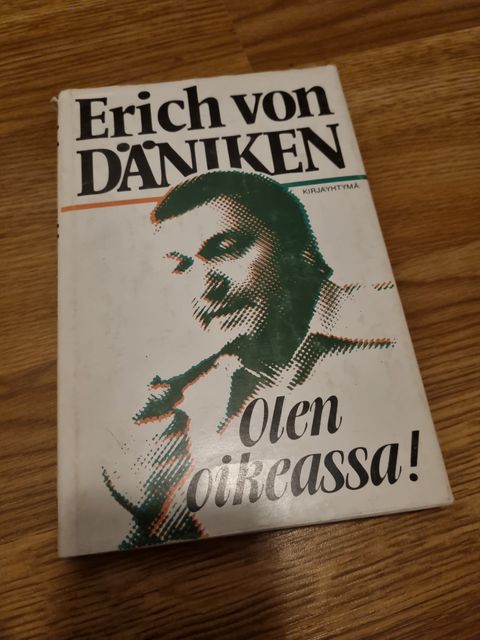 Erich von
DÄNIKEN
KIRJAYHTYMÄ
Olen
oikeassa!